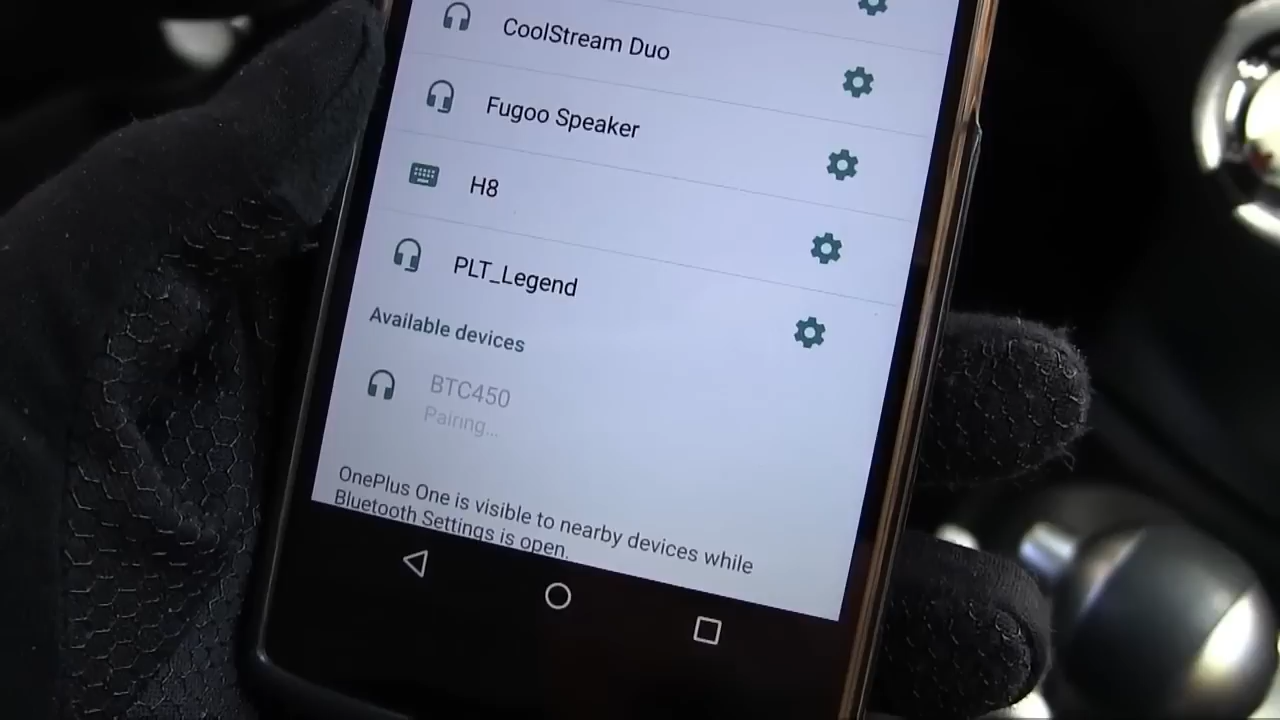 CoolStream Duo
Fugoo Speaker
H8
PLT_Legend
Available devices
BTC450
Pairing...
OnePlus One is visible to nearby devices while
Bluetooth Settings is open.